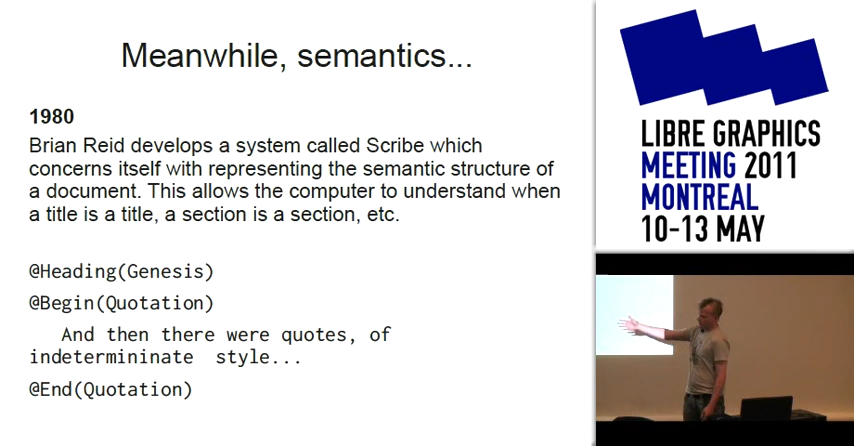 Meanwhile, semantics...
1980
Brian Reid develops a system called Scribe which
concerns itself with representing the semantic structure of
a document. This allows the computer to understand when
a title is a title, a section is a section, etc.
@Heading(Genesis)
@Begin(Quotation)
And then there were quotes, of
indetermininate style...
@End(Quotation)
LIBRE GRAPHICS
MEETING 2011
MONTREAL
10-13 MAY